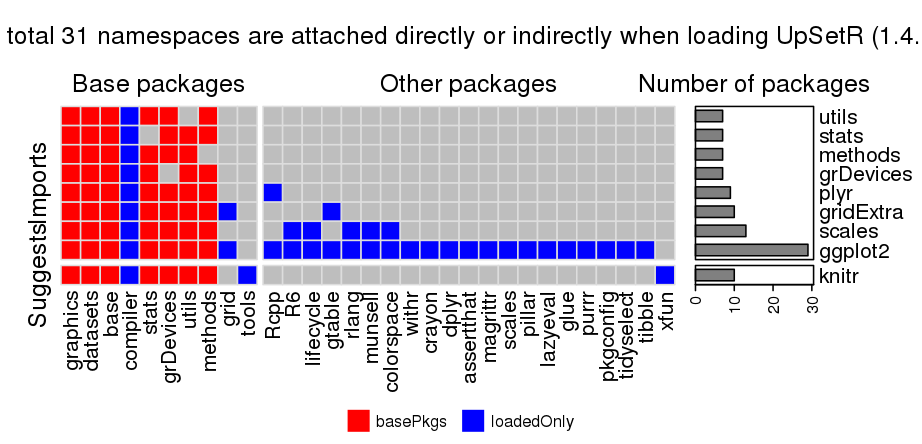 total 31 namespaces are attached directly or indirectly when loading UpSetR (1.4.
Base packages
Other packages
Number of packages
Imports
Suggests
utils
stats
methods
grDevices
plyr
gridExtra
scales
ggplot2
knitr
0
10
20
30
graphics
datasets
base
compiler
stats
grDevices
utils
methods
grid
tools
Rcpp
R6
lifecycle
gtable
rlang
munsell
colorspace
withr
crayon
dplyr
assertthat
magrittr
scales
pillar
lazyeval
glue
purrr
pkgconfig
tidyselect
tibble
xfun
basePkgs
loadedOnly